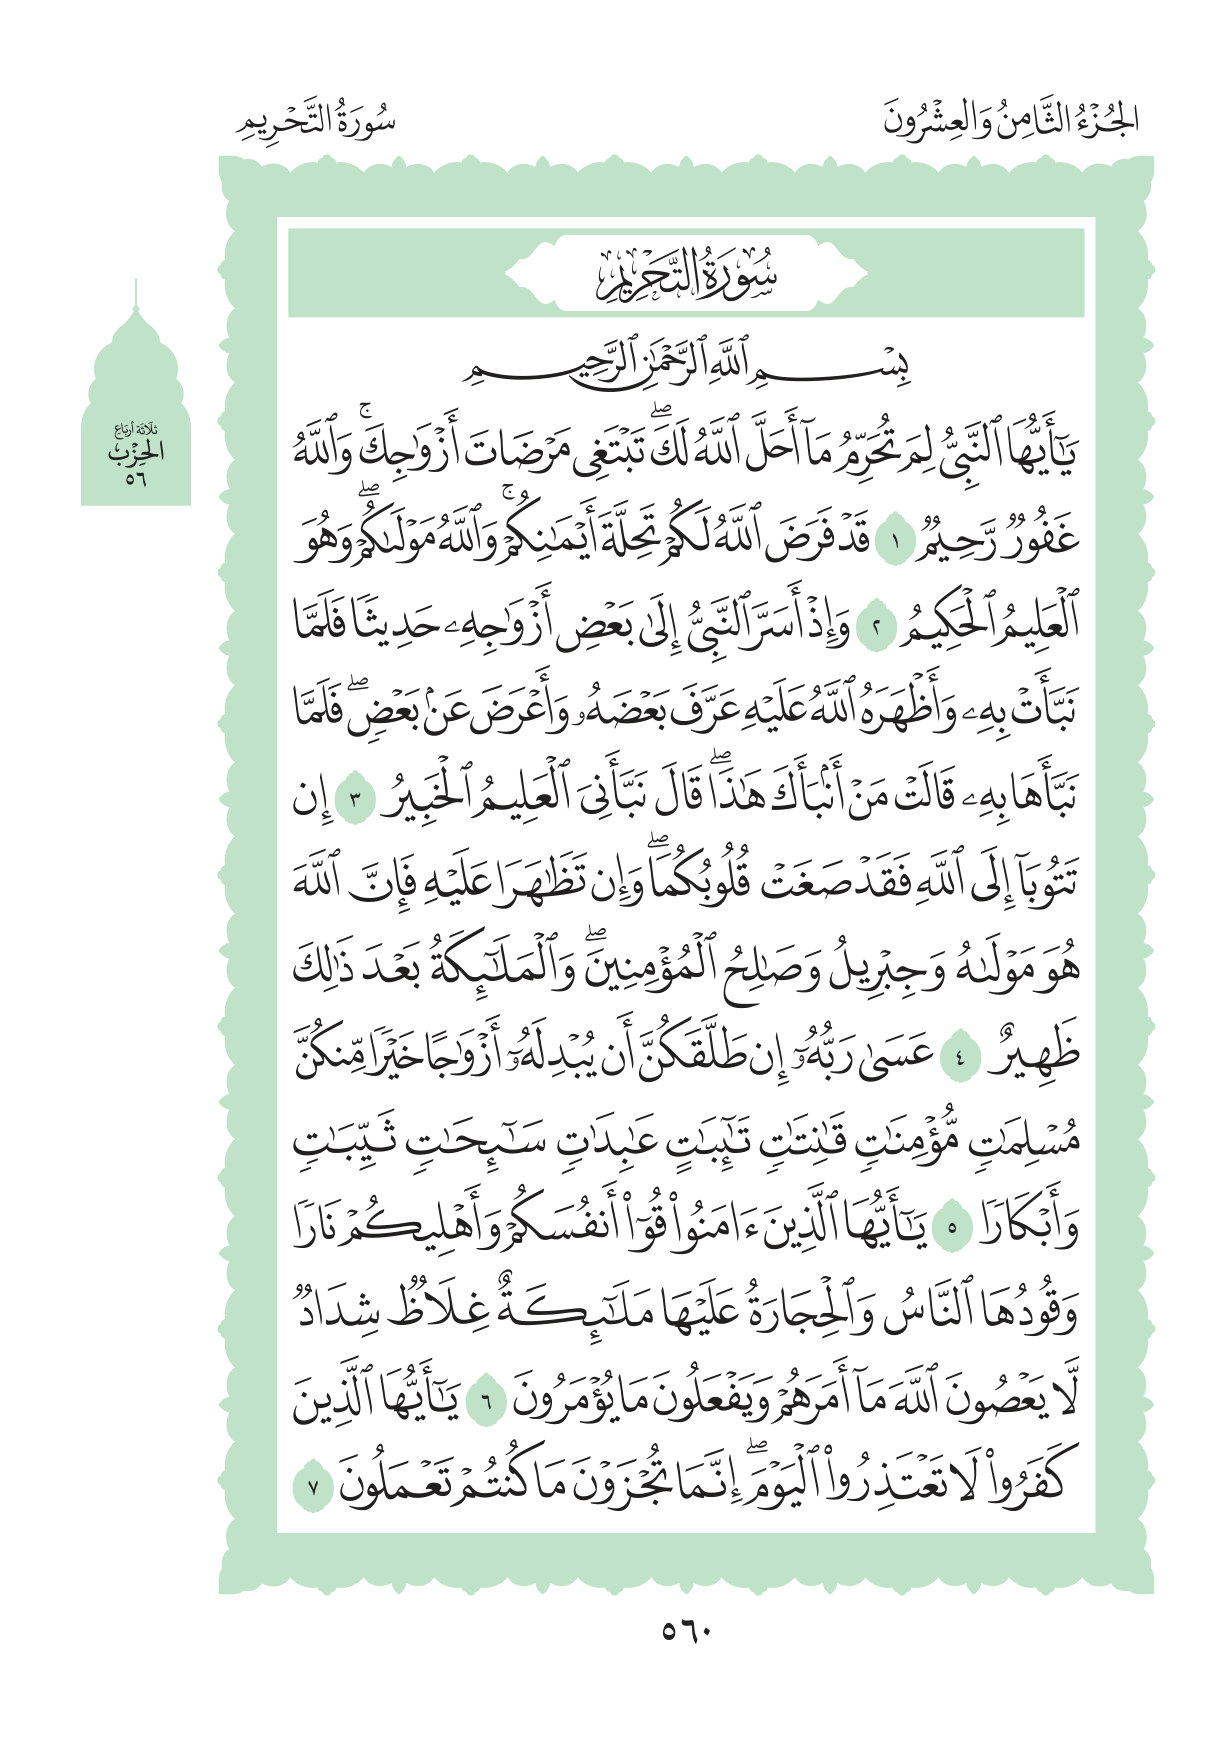 الجُزْءُ الثَّامِنُ وَالعِشْرُونَ
سُورَةُ التَّحْرِيمِ
سُورَةُ التَّحْرِيمِ
بِسْمِ ٱللَّهِ ٱلرَّحْمَٰنِ ٱلرَّحِيمِ
يَٰٓأَيُّهَا ٱلنَّبِيُّ لِمَ تُحَرِّمُ مَآ أَحَلَّ ٱللَّهُ لَكَۖ تَبْتَغِي مَرْضَاتَ أَزْوَٰجِكَۚ وَٱللَّهُ
غَفُورٌ رَّحِيمٌ ١ قَدْ فَرَضَ ٱللَّهُ لَكُمْ تَحِلَّةَ أَيْمَٰنِكُمْۚ وَٱللَّهُ مَوْلَىٰكُمْۖ وَهُوَ
ٱلْعَلِيمُ ٱلْحَكِيمُ ٢ وَإِذْ أَسَرَّ ٱلنَّبِيُّ إِلَىٰ بَعْضِ أَزْوَٰجِهِۦ حَدِيثًا فَلَمَّا
نَبَّأَتْ بِهِۦ وَأَظْهَرَهُ ٱللَّهُ عَلَيْهِ عَرَّفَ بَعْضَهُۥ وَأَعْرَضَ عَنۢ بَعْضٍۖ فَلَمَّا
نَبَّأَهَا بِهِۦ قَالَتْ مَنْ أَنۢبَأَكَ هَٰذَاۖ قَالَ نَبَّأَنِيَ ٱلْعَلِيمُ ٱلْخَبِيرُ ٣ إِن
تَتُوبَآ إِلَى ٱللَّهِ فَقَدْ صَغَتْ قُلُوبُكُمَاۖ وَإِن تَظَٰهَرَا عَلَيْهِ فَإِنَّ ٱللَّهَ
هُوَ مَوْلَىٰهُ وَجِبْرِيلُ وَصَٰلِحُ ٱلْمُؤْمِنِينَۖ وَٱلْمَلَٰٓئِكَةُ بَعْدَ ذَٰلِكَ
ظَهِيرٌ ٤ عَسَىٰ رَبُّهُۥٓ إِن طَلَّقَكُنَّ أَن يُبْدِلَهُۥٓ أَزْوَٰجًا خَيْرًا مِّنكُنَّ
مُسْلِمَٰتٍ مُّؤْمِنَٰتٍ قَٰنِتَٰتٍ تَٰٓئِبَٰتٍ عَٰبِدَٰتٍ سَٰٓئِحَٰتٍ ثَيِّبَٰتٍ
وَأَبْكَارًا ٥ يَٰٓأَيُّهَا ٱلَّذِينَ ءَامَنُوا۟ قُوٓا۟ أَنفُسَكُمْ وَأَهْلِيكُمْ نَارًا
وَقُودُهَا ٱلنَّاسُ وَٱلْحِجَارَةُ عَلَيْهَا مَلَٰٓئِكَةٌ غِلَاظٌ شِدَادٌ
لَّا يَعْصُونَ ٱللَّهَ مَآ أَمَرَهُمْ وَيَفْعَلُونَ مَا يُؤْمَرُونَ ٦ يَٰٓأَيُّهَا ٱلَّذِينَ
كَفَرُوا۟ لَا تَعْتَذِرُوا۟ ٱلْيَوْمَۖ إِنَّمَا تُجْزَوْنَ مَا كُنتُمْ تَعْمَلُونَ ٧
ثلاثة أرباع
الحِزْب
٥٦
٥٦٠